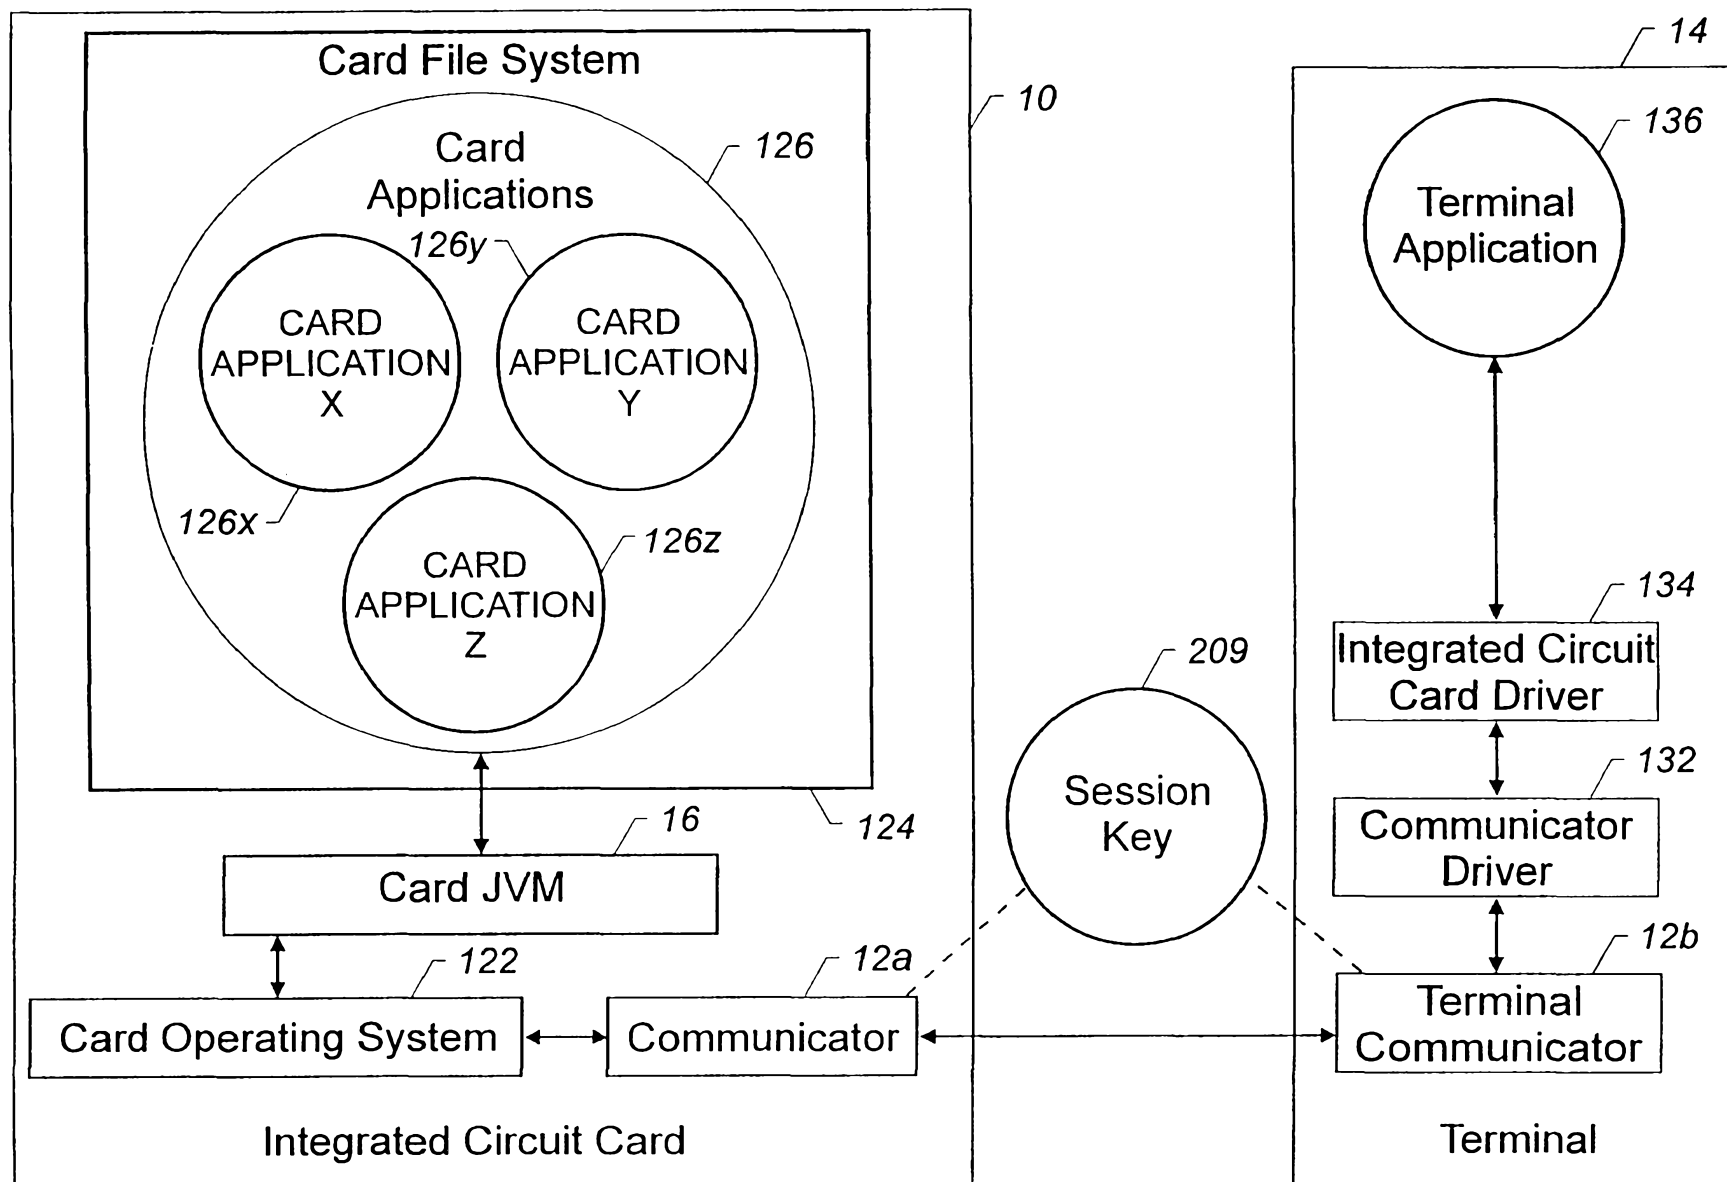 Card File System
10
126
Card
Applications
126y
CARD
APPLICATION
X
CARD
APPLICATION
Y
126x
126z
CARD
APPLICATION
Z
124
16
Card JVM
122
Card Operating System
12a
Communicator
Integrated Circuit Card
209
Session
Key
14
136
Terminal
Application
134
Integrated Circuit
Card Driver
132
Communicator
Driver
12b
Terminal
Communicator
Terminal